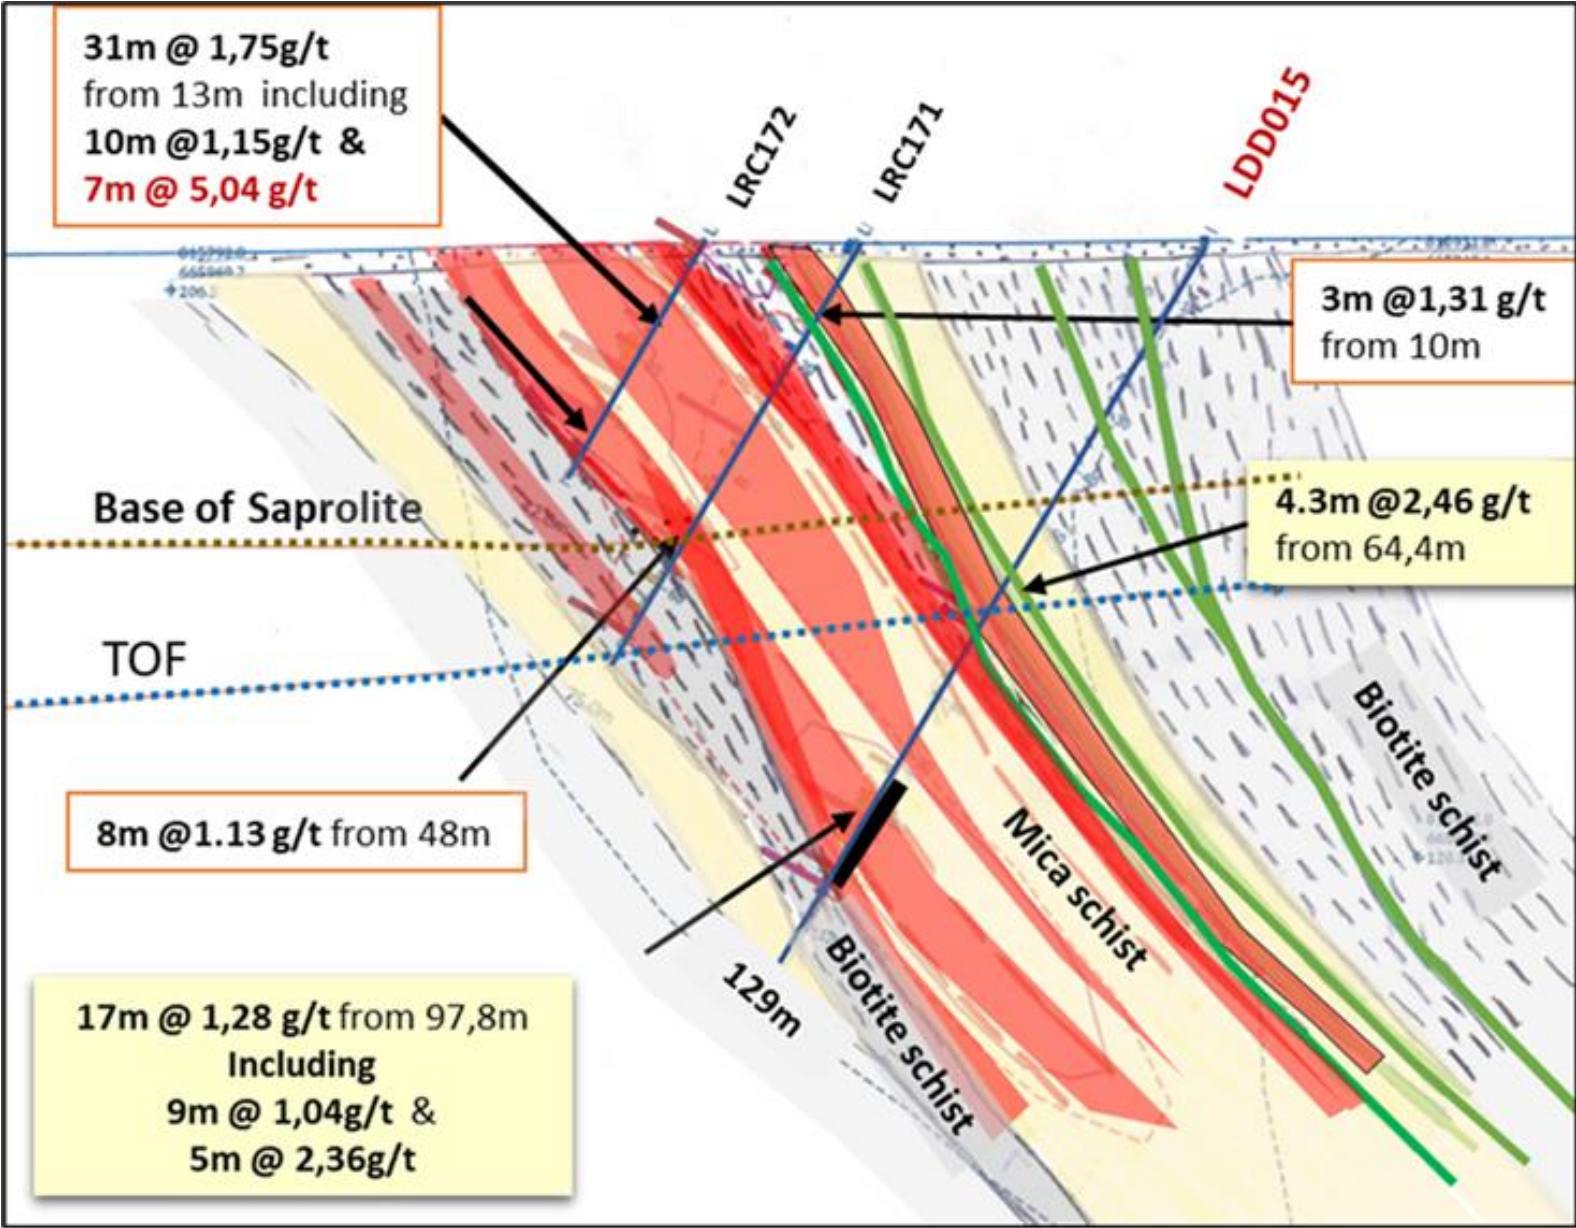 31m @ 1,75g/t
from 13m including
10m @1,15g/t &
7m @ 5,04 g/t
LRC172
LRC171
LDD015
3m @1,31 g/t
from 10m
Base of Saprolite
4.3m @2,46 g/t
from 64,4m
TOF
75.0m
Biotite schist
8m @1.13 g/t from 48m
Mica schist
Biotite schist
129m
17m @ 1,28 g/t from 97,8m
Including
9m @ 1,04g/t &
5m @ 2,36g/t